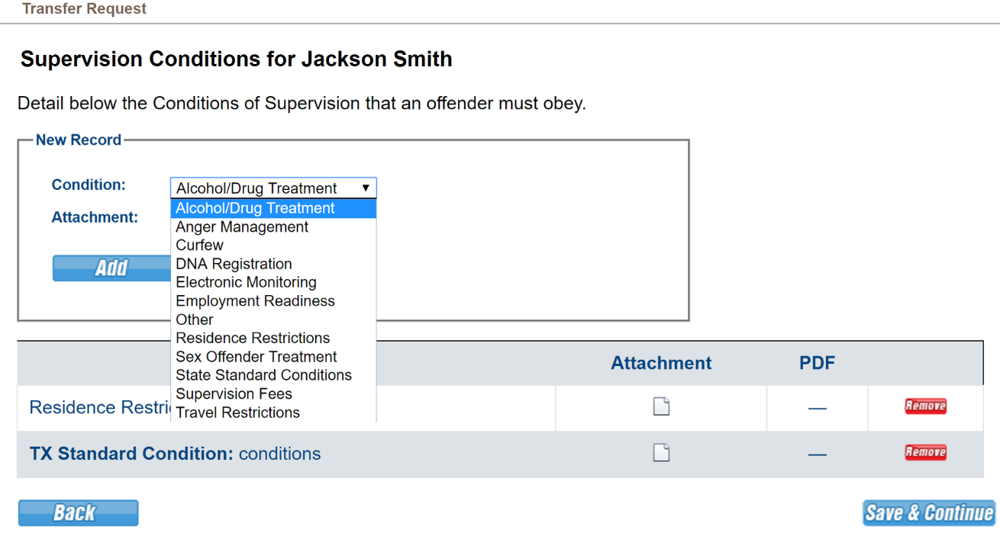 Transfer Request
Supervision Conditions for Jackson Smith
Detail below the Conditions of Supervision that an offender must obey.
New Record
Condition:
Alcohol/Drug Treatment
Attachment:
Alcohol/Drug Treatment
Anger Management
Curfew
DNA Registration
Electronic Monitoring
Employment Readiness
Other
Residence Restrictions
Sex Offender Treatment
State Standard Conditions
Supervision Fees
Travel Restrictions
Add
Attachment PDF
Residence Restri
— Remove
TX Standard Condition: conditions — Remove
Back Save & Continue